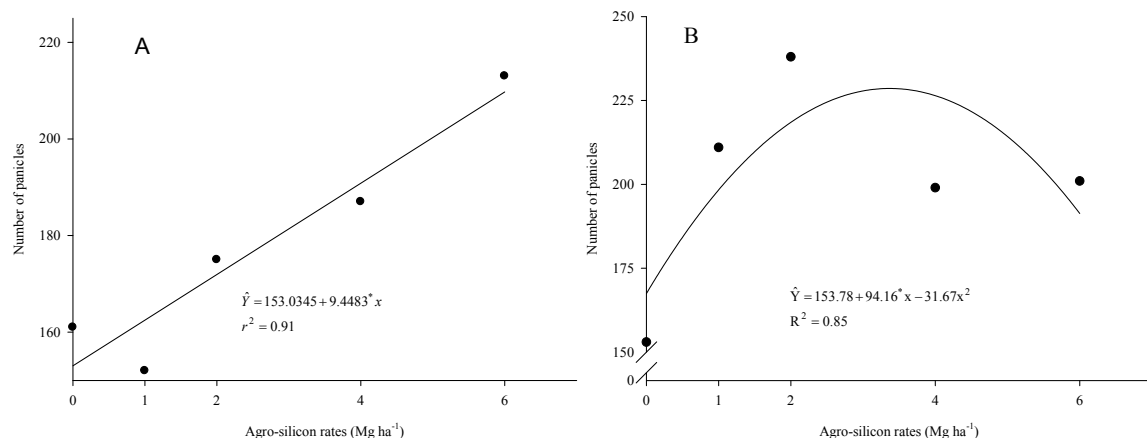 A
220
200
180
160
Number of panicles
Ŷ = 153.0345 + 9.4483* x
r² = 0.91
0 1 2 4 6
Agro-silicon rates (Mg ha⁻¹)
B
250
225
200
175
150
0
Number of panicles
Ŷ = 153.78 + 94.16*x − 31.67x²
R² = 0.85
0 1 2 4 6
Agro-silicon rates (Mg ha⁻¹)